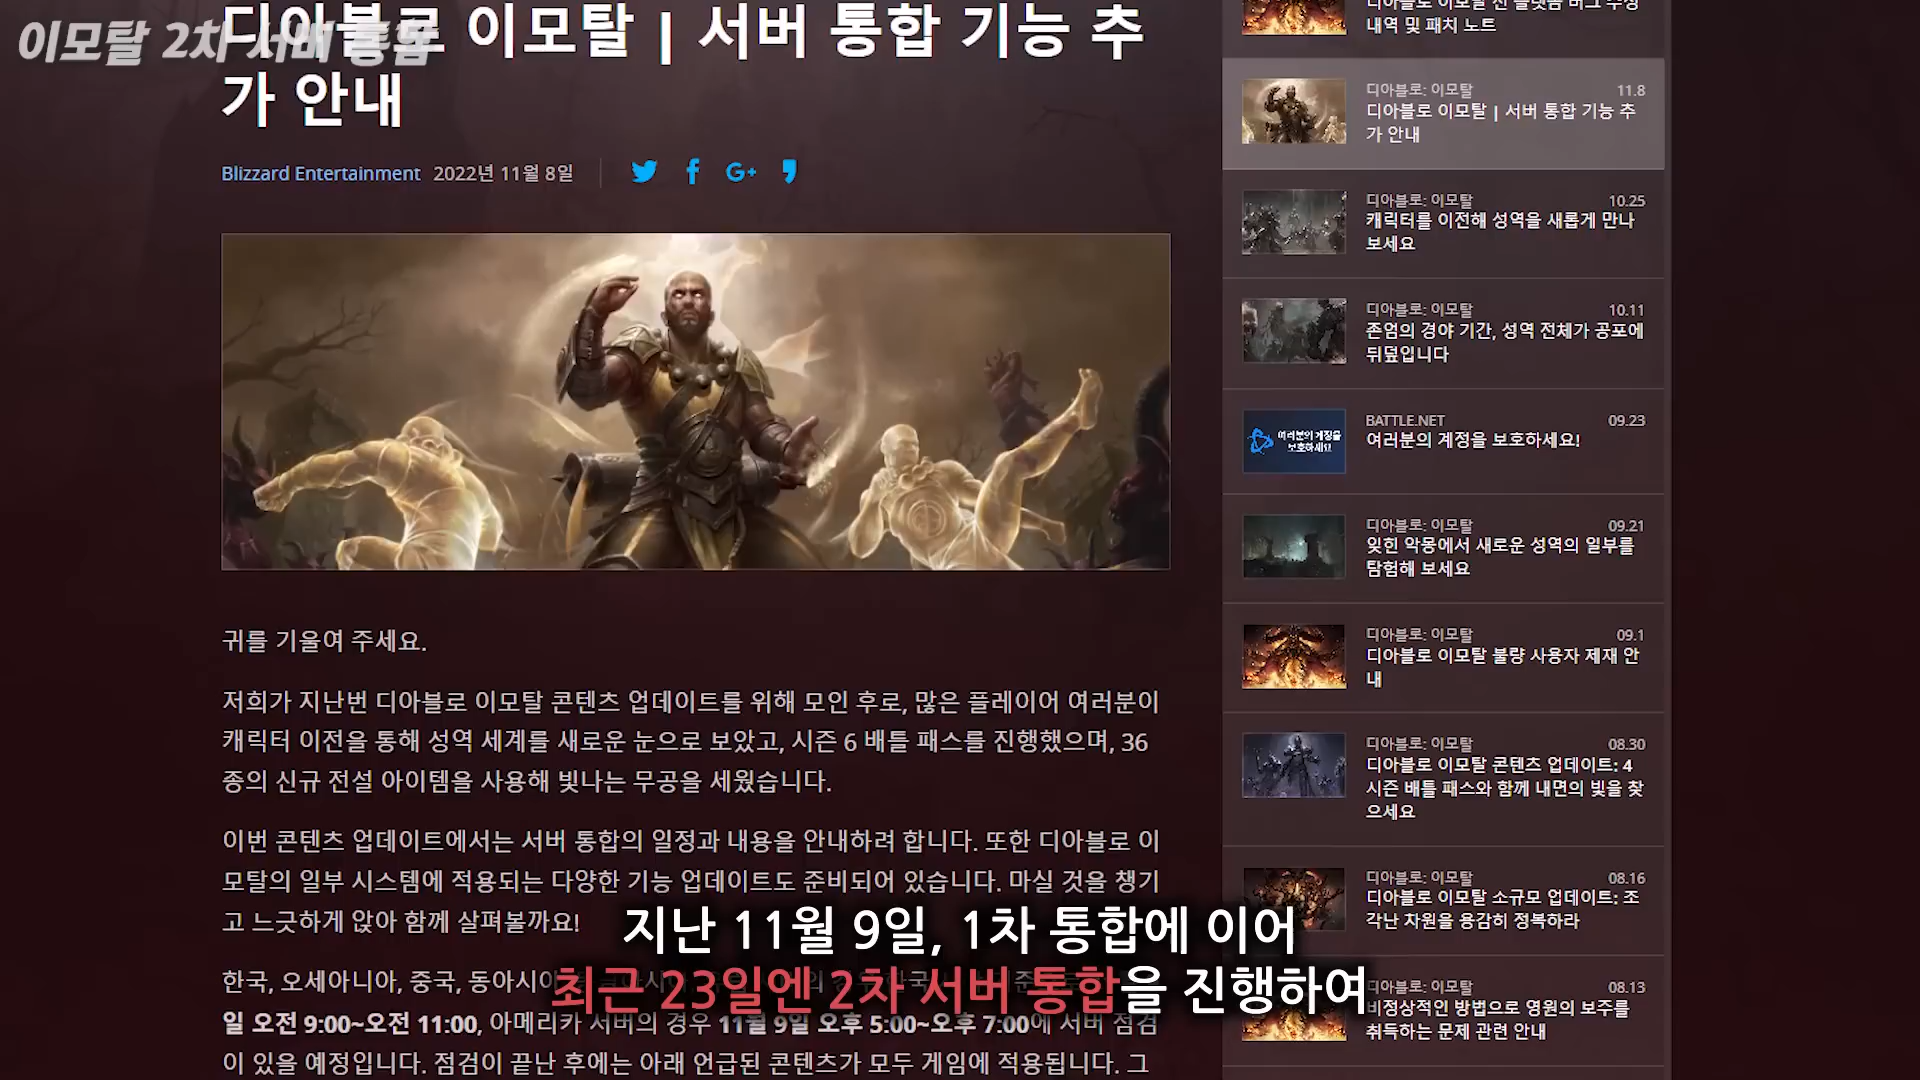 이모탈 2차 서버 통합
디아블로 이모탈 | 서버 통합 기능 추
가 안내
Blizzard Entertainment 2022년 11월 8일
귀를 기울여 주세요.
저희가 지난번 디아블로 이모탈 콘텐츠 업데이트를 위해 모인 후로, 많은 플레이어 여러분이
캐릭터 이전을 통해 성역 세계를 새로운 눈으로 보았고, 시즌 6 배틀 패스를 진행했으며, 36
종의 신규 전설 아이템을 사용해 빛나는 무공을 세웠습니다.
이번 콘텐츠 업데이트에서는 서버 통합의 일정과 내용을 안내하려 합니다. 또한 디아블로 이
모탈의 일부 시스템에 적용되는 다양한 기능 업데이트도 준비되어 있습니다. 마실 것을 챙기
고 느긋하게 앉아 함께 살펴볼까요!
한국, 오세아니아, 중국, 동아시아
일 오전 9:00~오전 11:00, 아메리카 서버의 경우 11월 9일 오후 5:00~오후 7:00에 서버 점검
이 있을 예정입니다. 점검이 끝난 후에는 아래 언급된 콘텐츠가 모두 게임에 적용됩니다. 그
지난 11월 9일, 1차 통합에 이어
최근 23일엔 2차 서버 통합을 진행하여
디아블로 이모탈 전 플랫폼 버그 수정
내역 및 패치 노트
디아블로: 이모탈 11.8
디아블로 이모탈 | 서버 통합 기능 추
가 안내
디아블로: 이모탈 10.25
캐릭터를 이전해 성역을 새롭게 만나
보세요
디아블로: 이모탈 10.11
존엄의 경야 기간, 성역 전체가 공포에
뒤덮입니다
여러분의 계정을
보호하세요
BATTLE.NET 09.23
여러분의 계정을 보호하세요!
디아블로: 이모탈 09.21
잊힌 악몽에서 새로운 성역의 일부를
탐험해 보세요
디아블로: 이모탈 09.1
디아블로 이모탈 불량 사용자 제재 안
내
디아블로: 이모탈 08.30
디아블로 이모탈 콘텐츠 업데이트: 4
시즌 배틀 패스와 함께 내면의 빛을 찾
으세요
디아블로: 이모탈 08.16
디아블로 이모탈 소규모 업데이트: 조
각난 차원을 용감히 정복하라
디아블로: 이모탈 08.13
비정상적인 방법으로 영원의 보주를
취득하는 문제 관련 안내